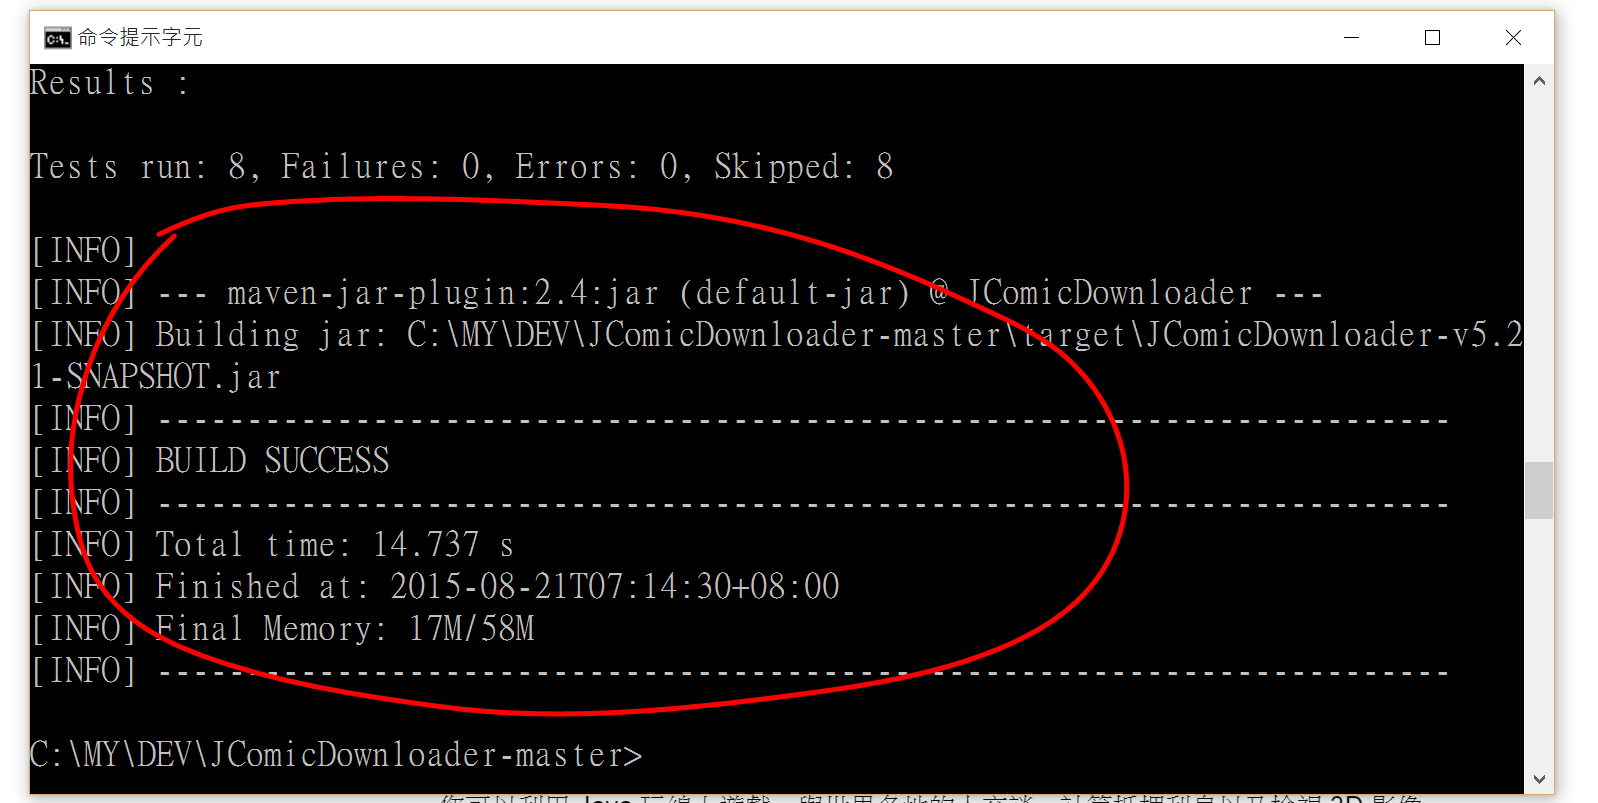 命令提示字元
Results :
Tests run: 8, Failures: 0, Errors: 0, Skipped: 8
[INFO]
[INFO] --- maven-jar-plugin:2.4:jar (default-jar) @ JComicDownloader ---
[INFO] Building jar: C:\MY\DEV\JComicDownloader-master\target\JComicDownloader-v5.2
1-SNAPSHOT.jar
[INFO] ------------------------------------------------------------------------
[INFO] BUILD SUCCESS
[INFO] ------------------------------------------------------------------------
[INFO] Total time: 14.737 s
[INFO] Finished at: 2015-08-21T07:14:30+08:00
[INFO] Final Memory: 17M/58M
[INFO] ------------------------------------------------------------------------
C:\MY\DEV\JComicDownloader-master>